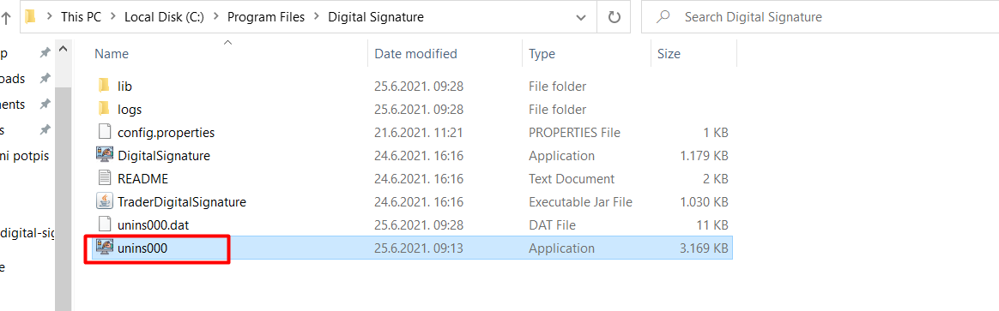 This PC > Local Disk (C:) > Program Files > Digital Signature
Search Digital Signature
Name Date modified Type Size
lib 25.6.2021. 09:28 File folder
logs 25.6.2021. 09:28 File folder
config.properties 21.6.2021. 11:21 PROPERTIES File 1 KB
DigitalSignature 24.6.2021. 16:16 Application 1.179 KB
README 24.6.2021. 16:16 Text Document 2 KB
TraderDigitalSignature 24.6.2021. 16:16 Executable Jar File 1.030 KB
unins000.dat 25.6.2021. 09:28 DAT File 11 KB
unins000 25.6.2021. 09:13 Application 3.169 KB
p
oads
ents
s
ni potpis
digital-sig
e